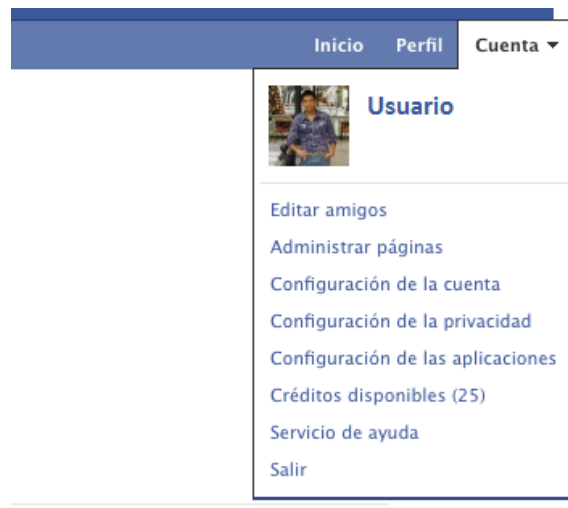 Inicio Perfil Cuenta
Usuario
Editar amigos
Administrar páginas
Configuración de la cuenta
Configuración de la privacidad
Configuración de las aplicaciones
Créditos disponibles (25)
Servicio de ayuda
Salir